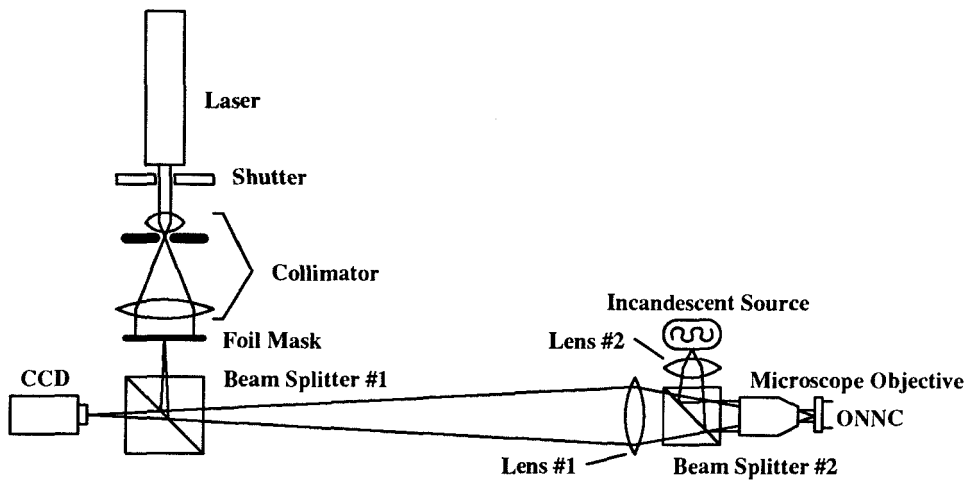 Laser
Shutter
Collimator
Incandescent Source
Foil Mask
Lens #2
CCD
Beam Splitter #1
Microscope Objective
ONNC
Lens #1
Beam Splitter #2